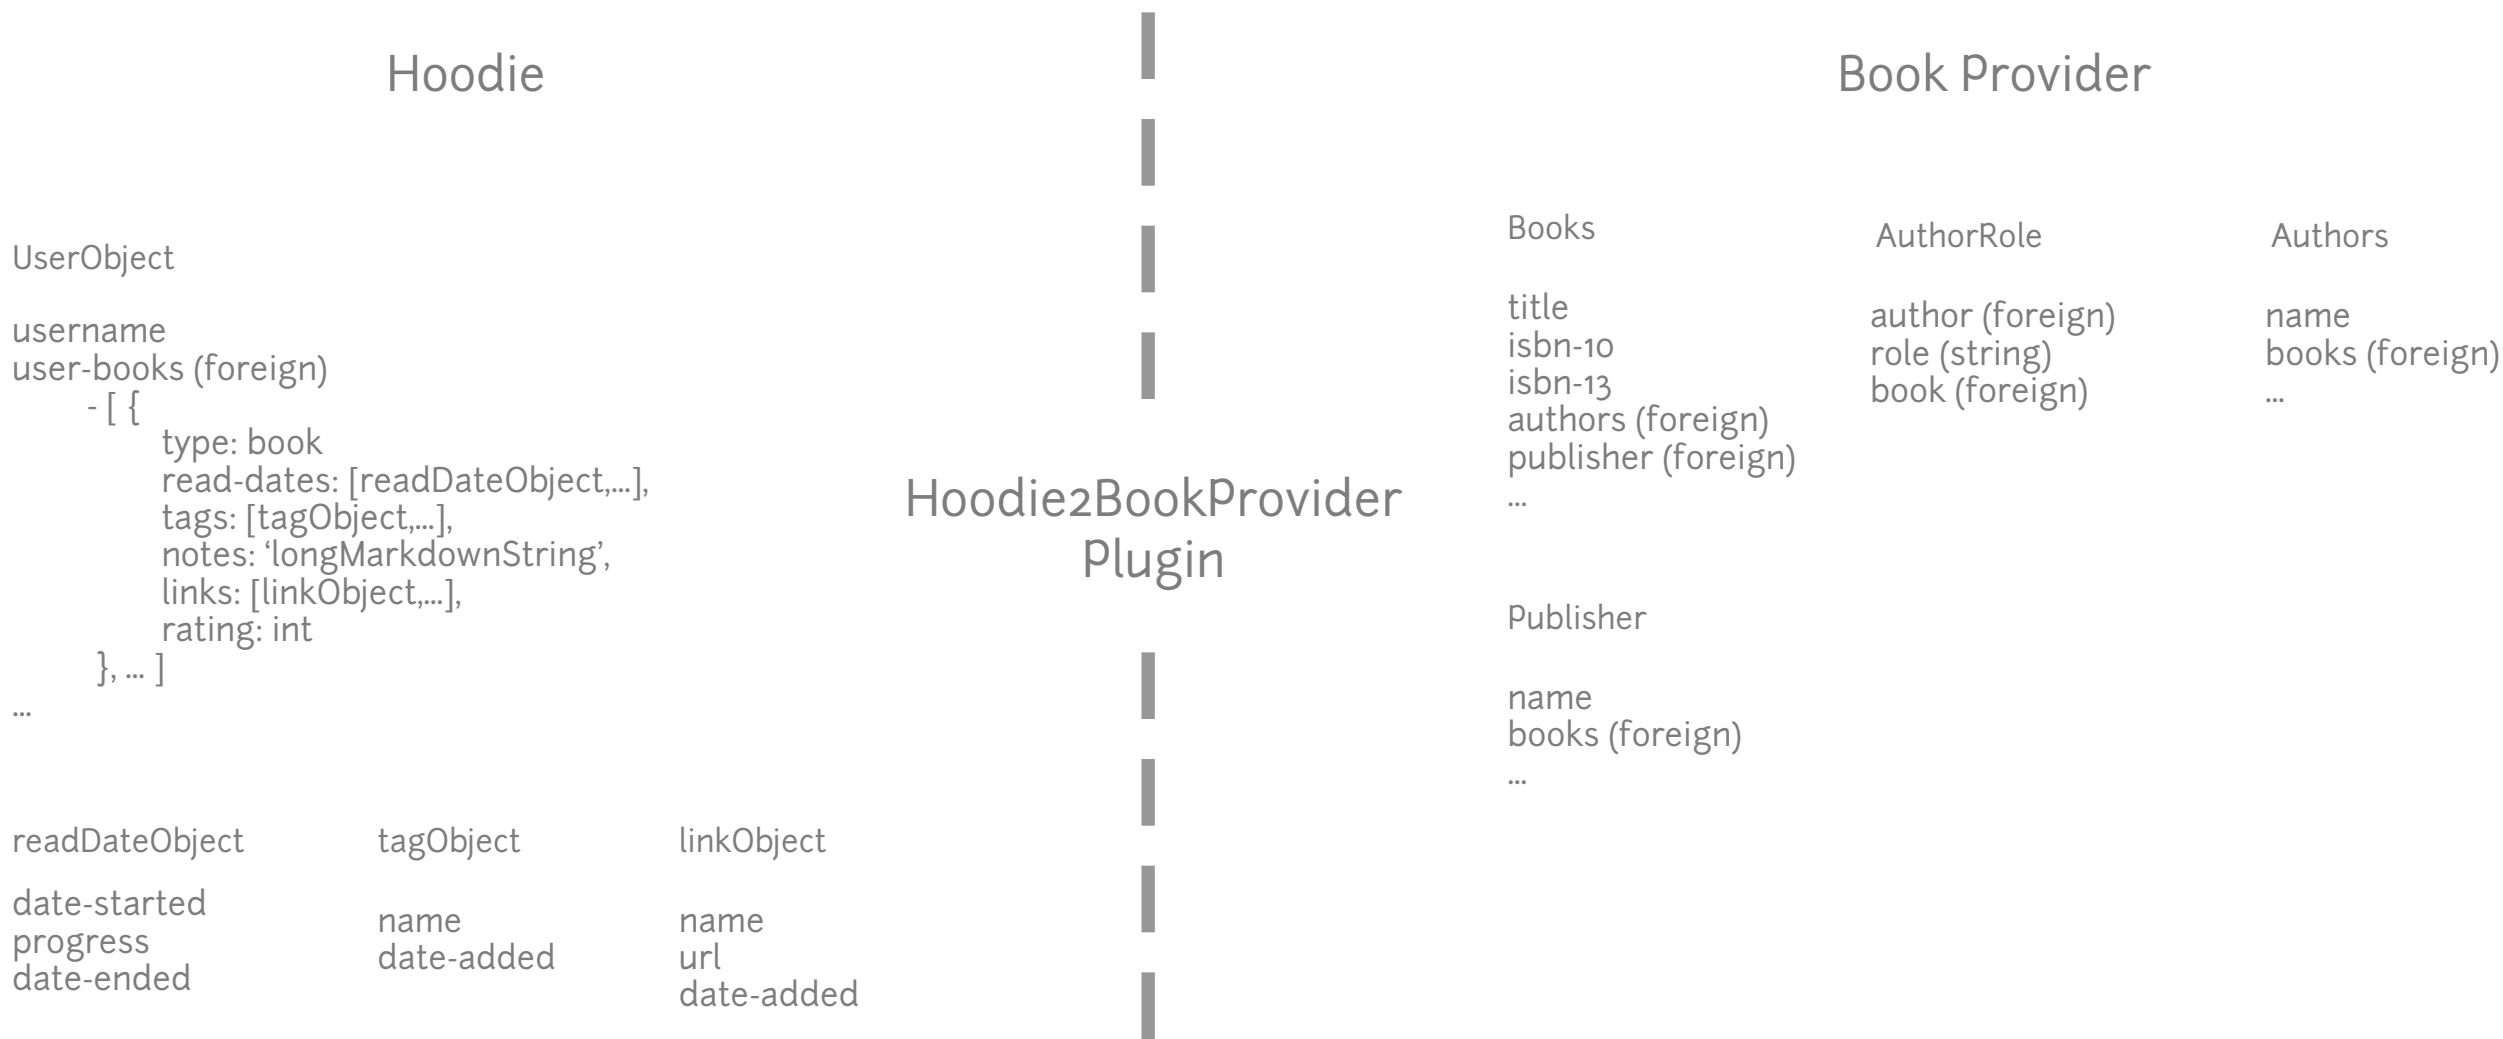 Hoodie
UserObject
username
user-books (foreign)
- [ {
type: book
read-dates: [readDateObject,...],
tags: [tagObject,...],
notes: ‘longMarkdownString’,
links: [linkObject,...],
rating: int
}, ... ]
...
readDateObject
date-started
progress
date-ended
tagObject
name
date-added
linkObject
name
url
date-added
Hoodie2BookProvider
Plugin
Book Provider
Books
title
isbn-10
isbn-13
authors (foreign)
publisher (foreign)
...
AuthorRole
author (foreign)
role (string)
book (foreign)
Authors
name
books (foreign)
...
Publisher
name
books (foreign)
...